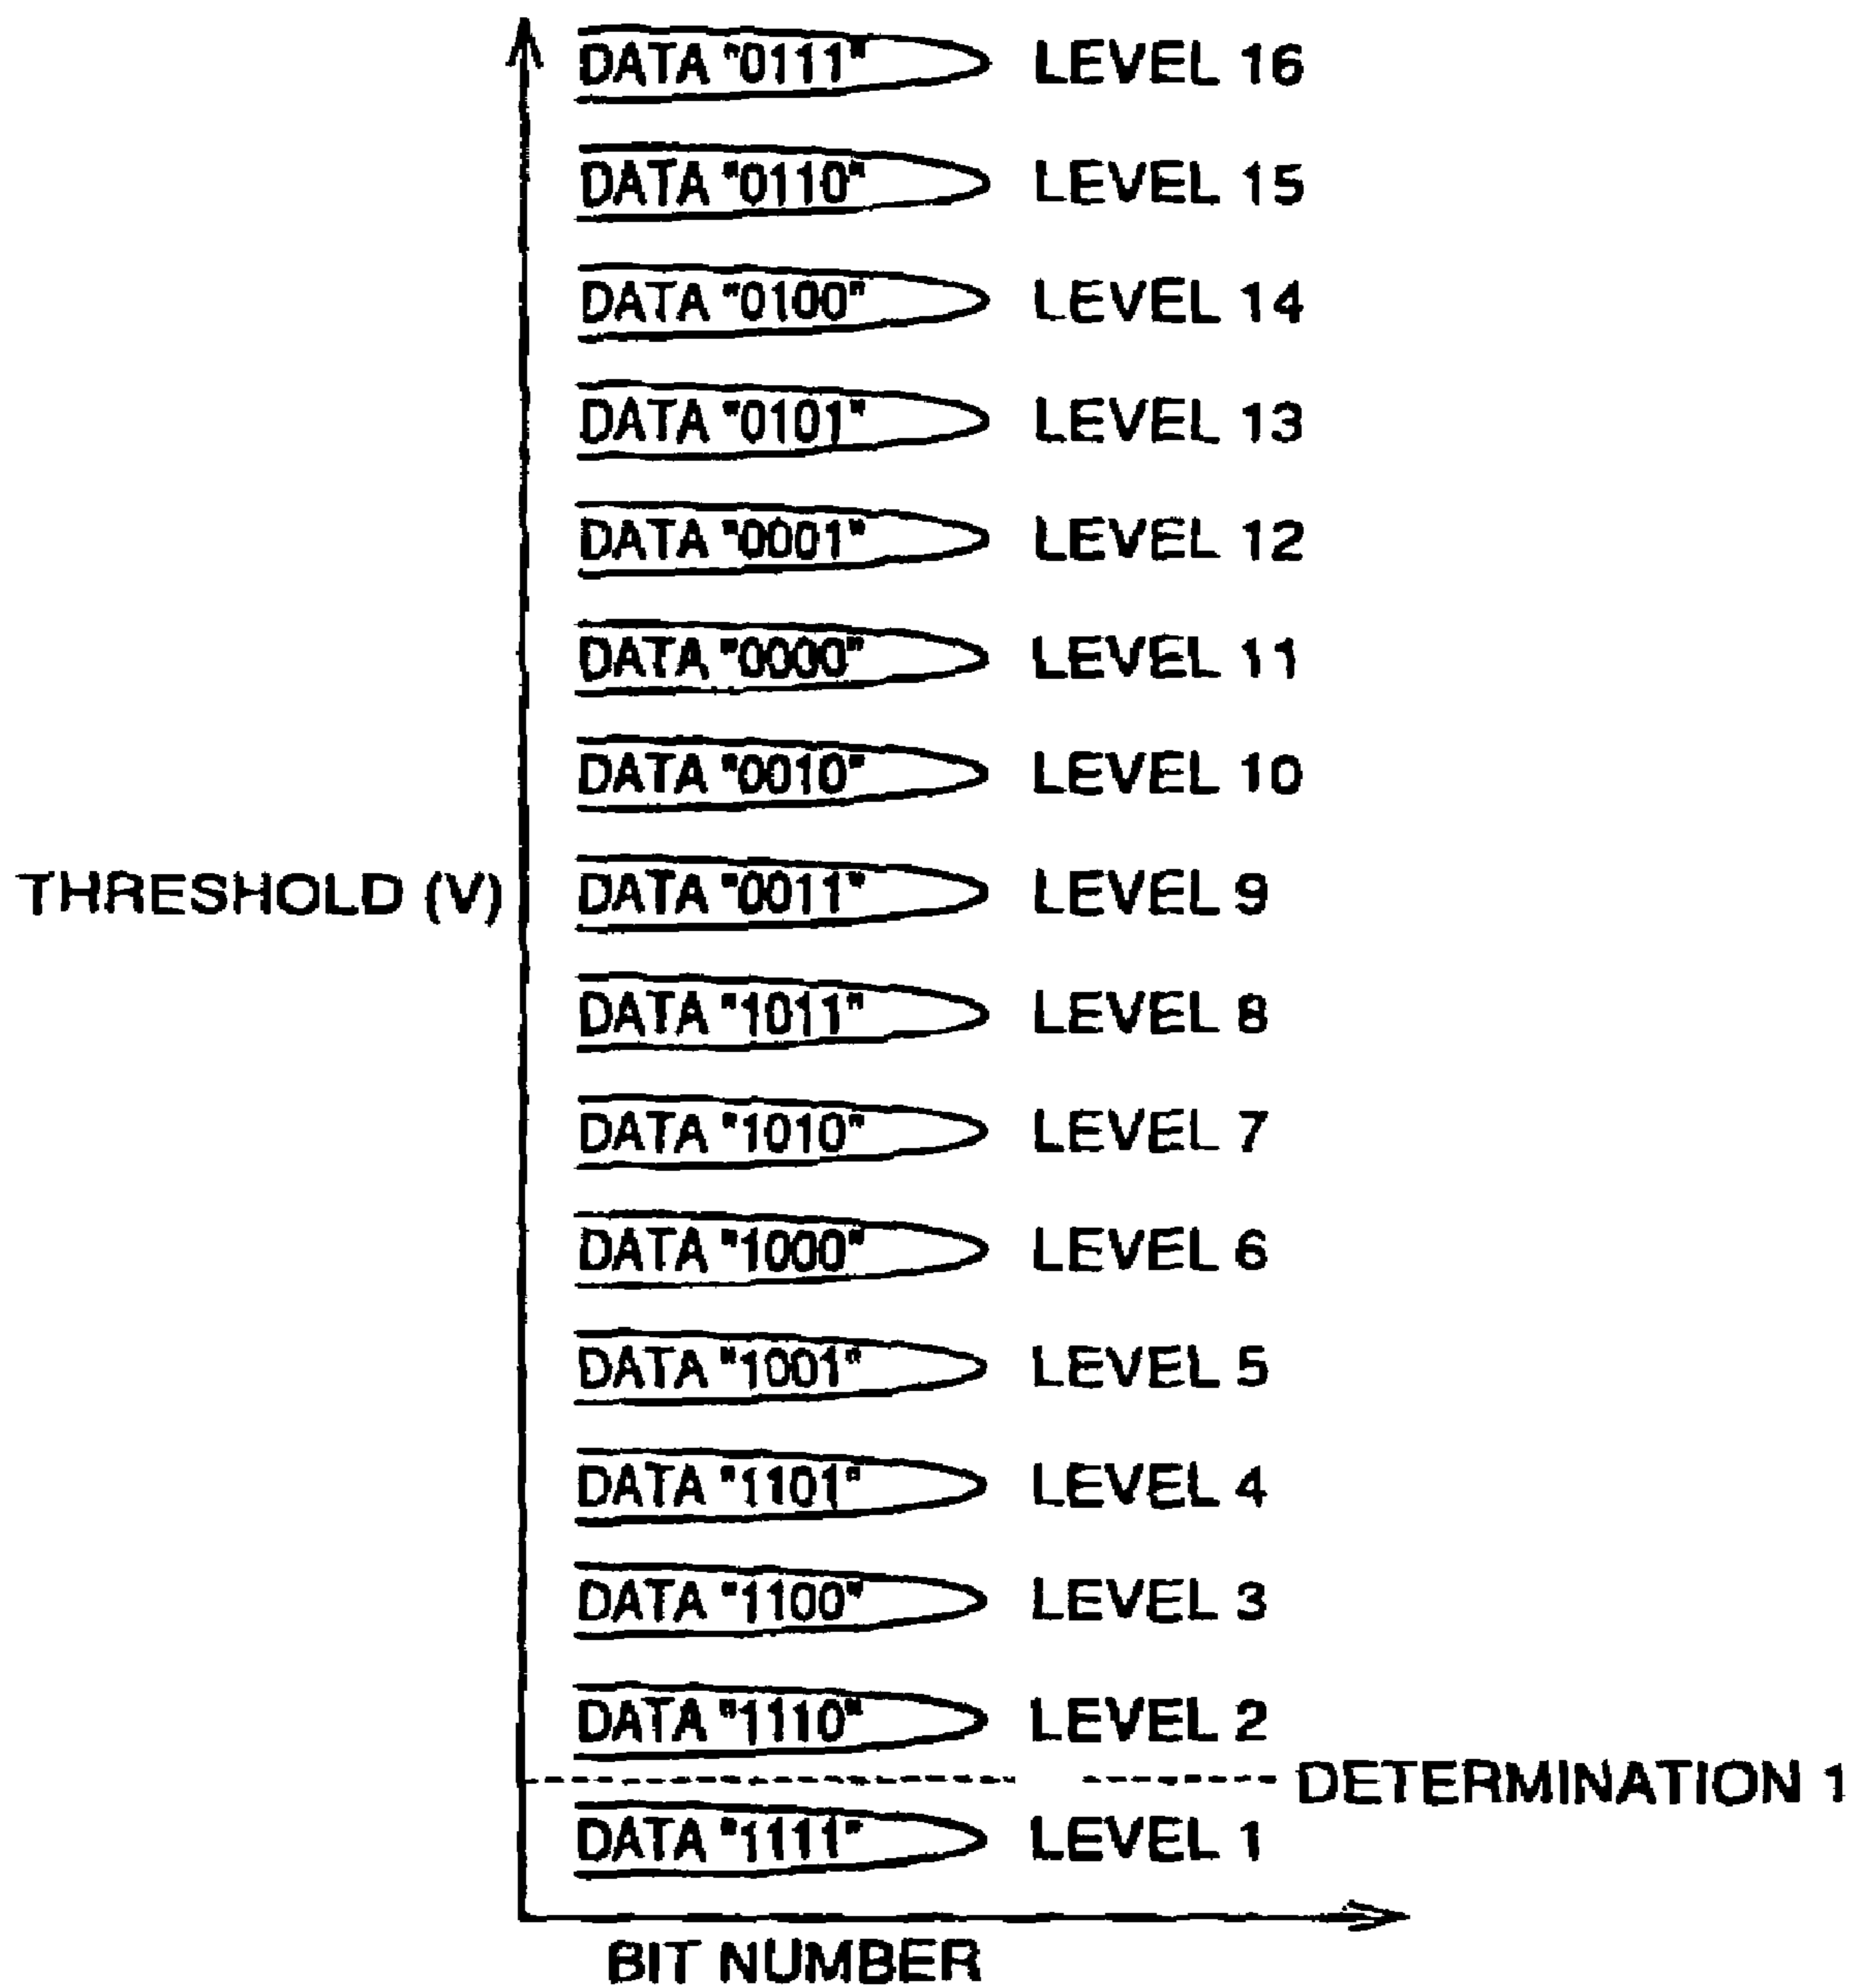 DATA "0111" LEVEL 16
DATA "0110" LEVEL 15
DATA "0100" LEVEL 14
DATA "0101" LEVEL 13
DATA "0001" LEVEL 12
DATA "0000" LEVEL 11
DATA "0010" LEVEL 10
THRESHOLD (V) DATA "0011" LEVEL 9
DATA "1011" LEVEL 8
DATA "1010" LEVEL 7
DATA "1000" LEVEL 6
DATA "1001" LEVEL 5
DATA "1101" LEVEL 4
DATA "1100" LEVEL 3
DATA "1110" LEVEL 2
DETERMINATION 1
DATA "1111" LEVEL 1
BIT NUMBER